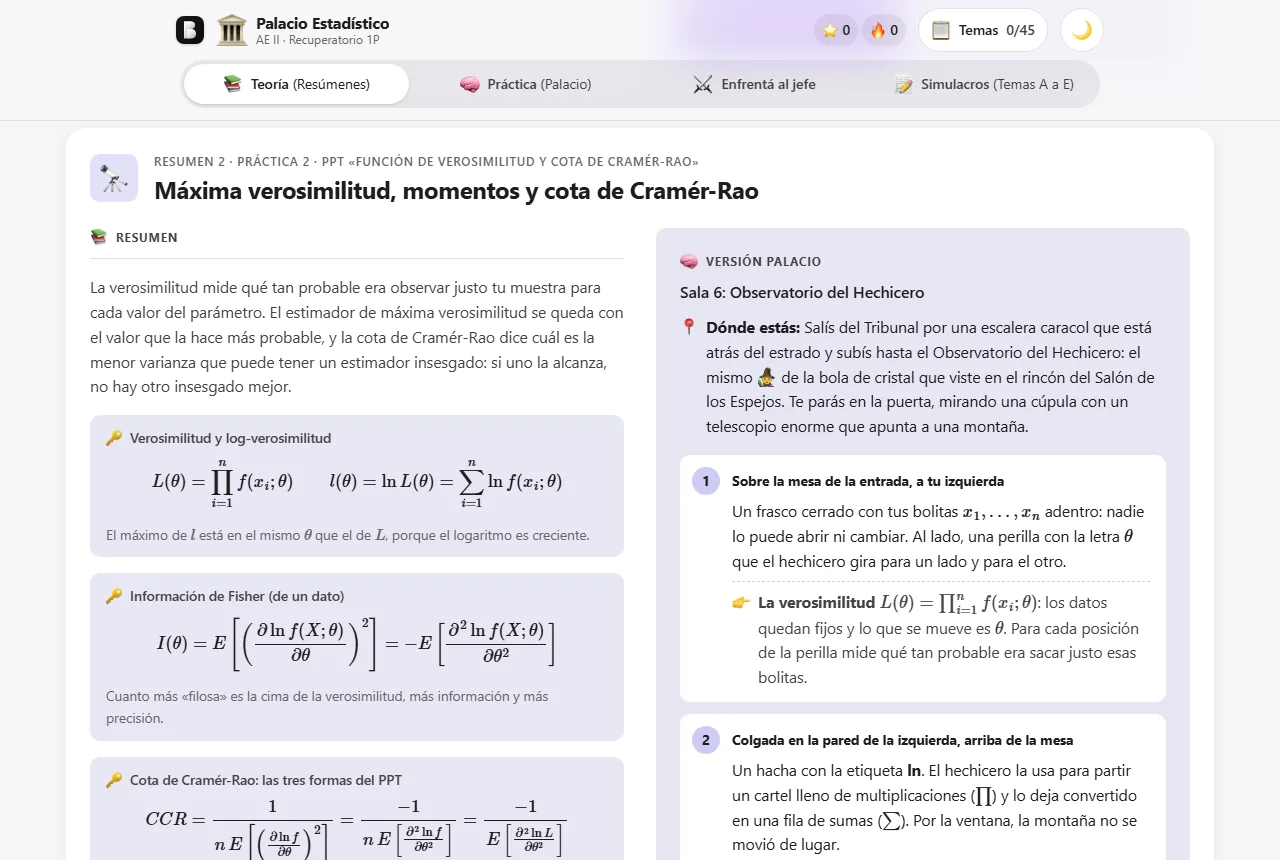 B
Palacio Estadístico
AE II · Recuperatorio 1P
⭐ 0
🔥 0
📋 Temas 0/45
🌙
📚 Teoría (Resúmenes)
🧠 Práctica (Palacio)
⚔ Enfrentá al jefe
📝 Simulacros (Temas A a E)
RESUMEN 2 · PRÁCTICA 2 · PPT «FUNCIÓN DE VEROSIMILITUD Y COTA DE CRAMÉR-RAO»
Máxima verosimilitud, momentos y cota de Cramér-Rao
📚 RESUMEN
La verosimilitud mide qué tan probable era observar justo tu muestra para
cada valor del parámetro. El estimador de máxima verosimilitud se queda con
el valor que la hace más probable, y la cota de Cramér-Rao dice cuál es la
menor varianza que puede tener un estimador insesgado: si uno la alcanza,
no hay otro insesgado mejor.
🔑 Verosimilitud y log-verosimilitud
L(θ) = ∏_{i=1}^{n} f(x_i; θ)    l(θ) = ln L(θ) = ∑_{i=1}^{n} ln f(x_i; θ)
El máximo de l está en el mismo θ que el de L, porque el logaritmo es creciente.
🔑 Información de Fisher (de un dato)
I(θ) = E[(∂ ln f(X; θ) / ∂θ)²] = −E[∂² ln f(X; θ) / ∂θ²]
Cuanto más «filosa» es la cima de la verosimilitud, más información y más
precisión.
🔑 Cota de Cramér-Rao: las tres formas del PPT
CCR = 1 / (n E[(∂ ln f / ∂θ)²]) = −1 / (n E[∂² ln f / ∂θ²]) = −1 / (E[∂² ln L / ∂θ²])
🧠 VERSIÓN PALACIO
Sala 6: Observatorio del Hechicero
📍 Dónde estás: Salís del Tribunal por una escalera caracol que está
atrás del estrado y subís hasta el Observatorio del Hechicero: el
mismo 🧙 de la bola de cristal que viste en el rincón del Salón de
los Espejos. Te parás en la puerta, mirando una cúpula con un
telescopio enorme que apunta a una montaña.
1 Sobre la mesa de la entrada, a tu izquierda
Un frasco cerrado con tus bolitas x₁, . . . , xₙ adentro: nadie
lo puede abrir ni cambiar. Al lado, una perilla con la letra θ
que el hechicero gira para un lado y para el otro.
👉 La verosimilitud L(θ) = ∏_{i=1}^{n} f(x_i; θ): los datos
quedan fijos y lo que se mueve es θ. Para cada posición
de la perilla mide qué tan probable era sacar justo esas
bolitas.
2 Colgada en la pared de la izquierda, arriba de la mesa
Un hacha con la etiqueta ln. El hechicero la usa para partir
un cartel lleno de multiplicaciones (∏) y lo deja convertido
en una fila de sumas (∑). Por la ventana, la montaña no se
movió de lugar.